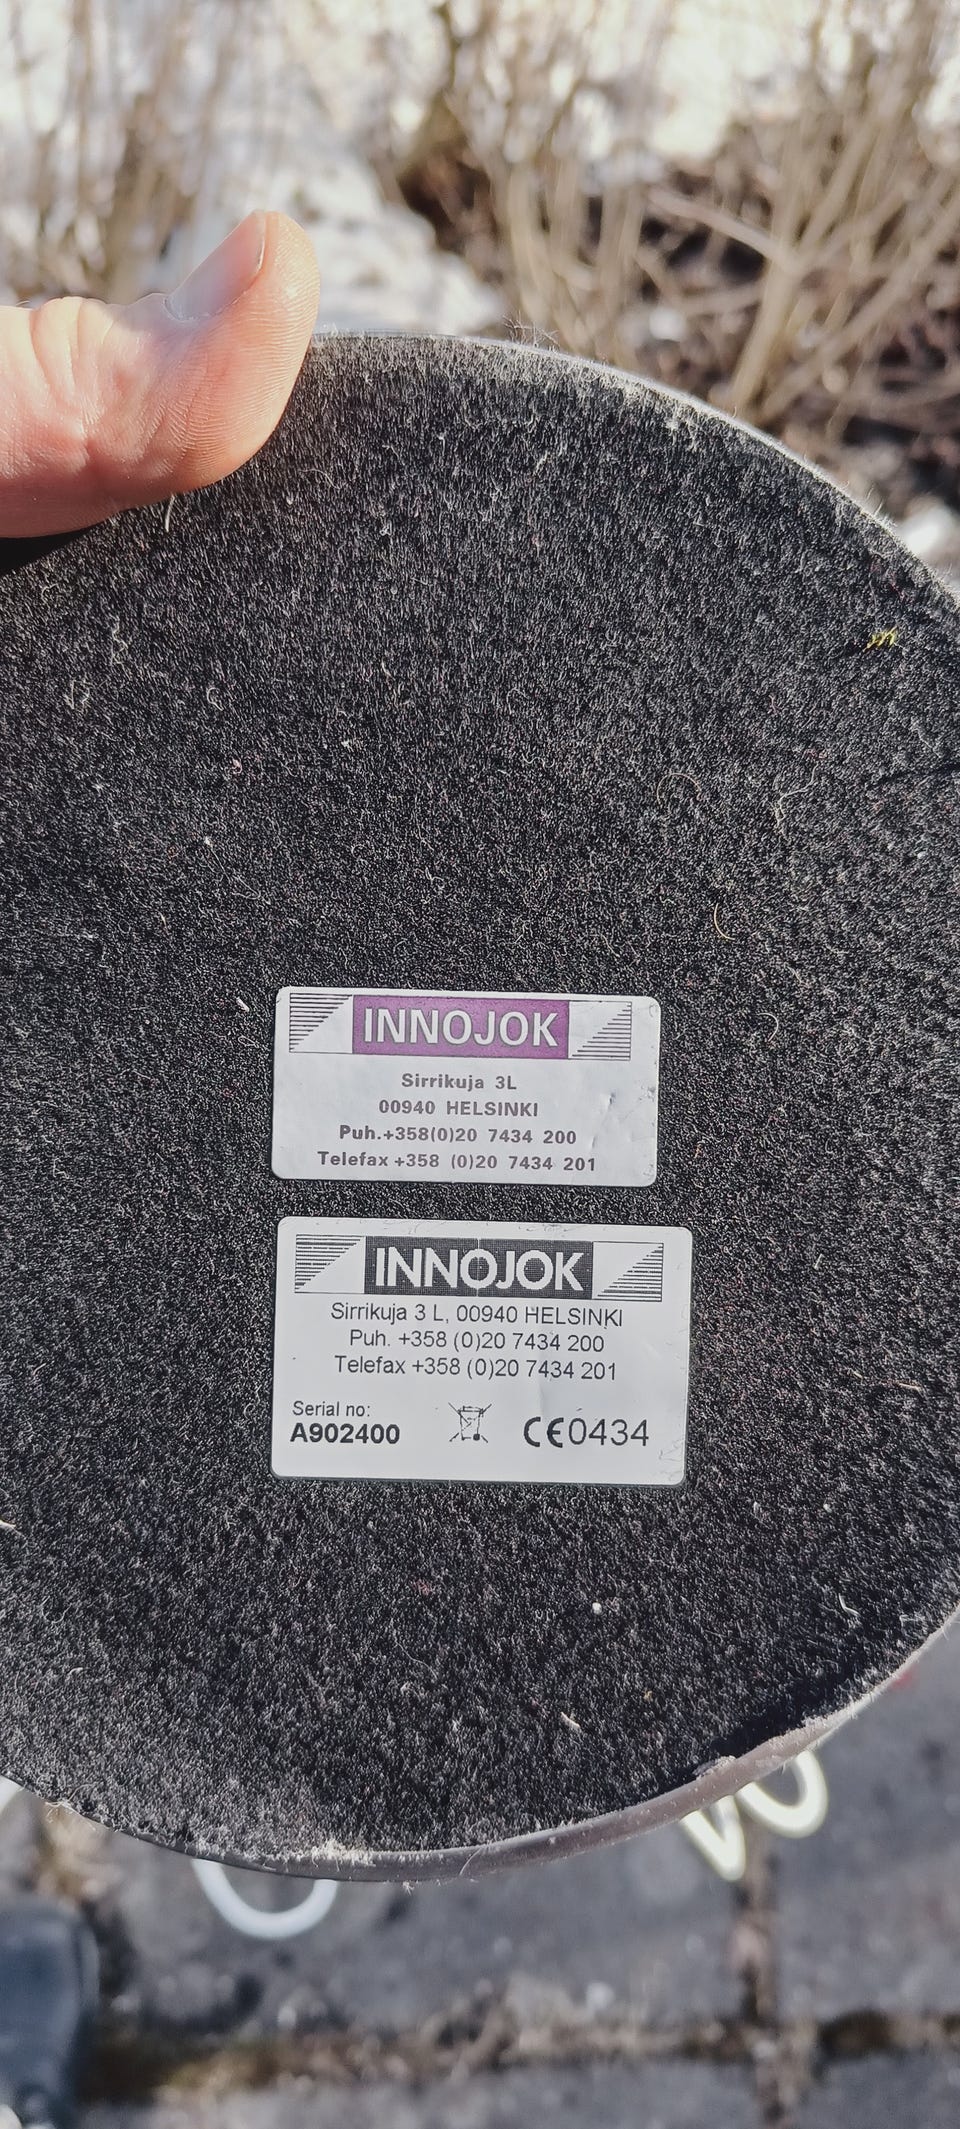 INNOJOK
Sirrikuja 3L
00940 HELSINKI
Puh.+358(0)20 7434 200
Telefax +358 (0)20 7434 201
INNOJOK
Sirrikuja 3 L, 00940 HELSINKI
Puh. +358 (0)20 7434 200
Telefax +358 (0)20 7434 201
Serial no:
A902400 CE0434